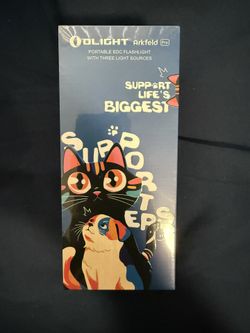 OLIGHT Arkfeld Pro
PORTABLE EDC FLASHLIGHT
WITH THREE LIGHT SOURCES
SUPPORT
LIFE'S
BIGGEST
SUPPORTERS